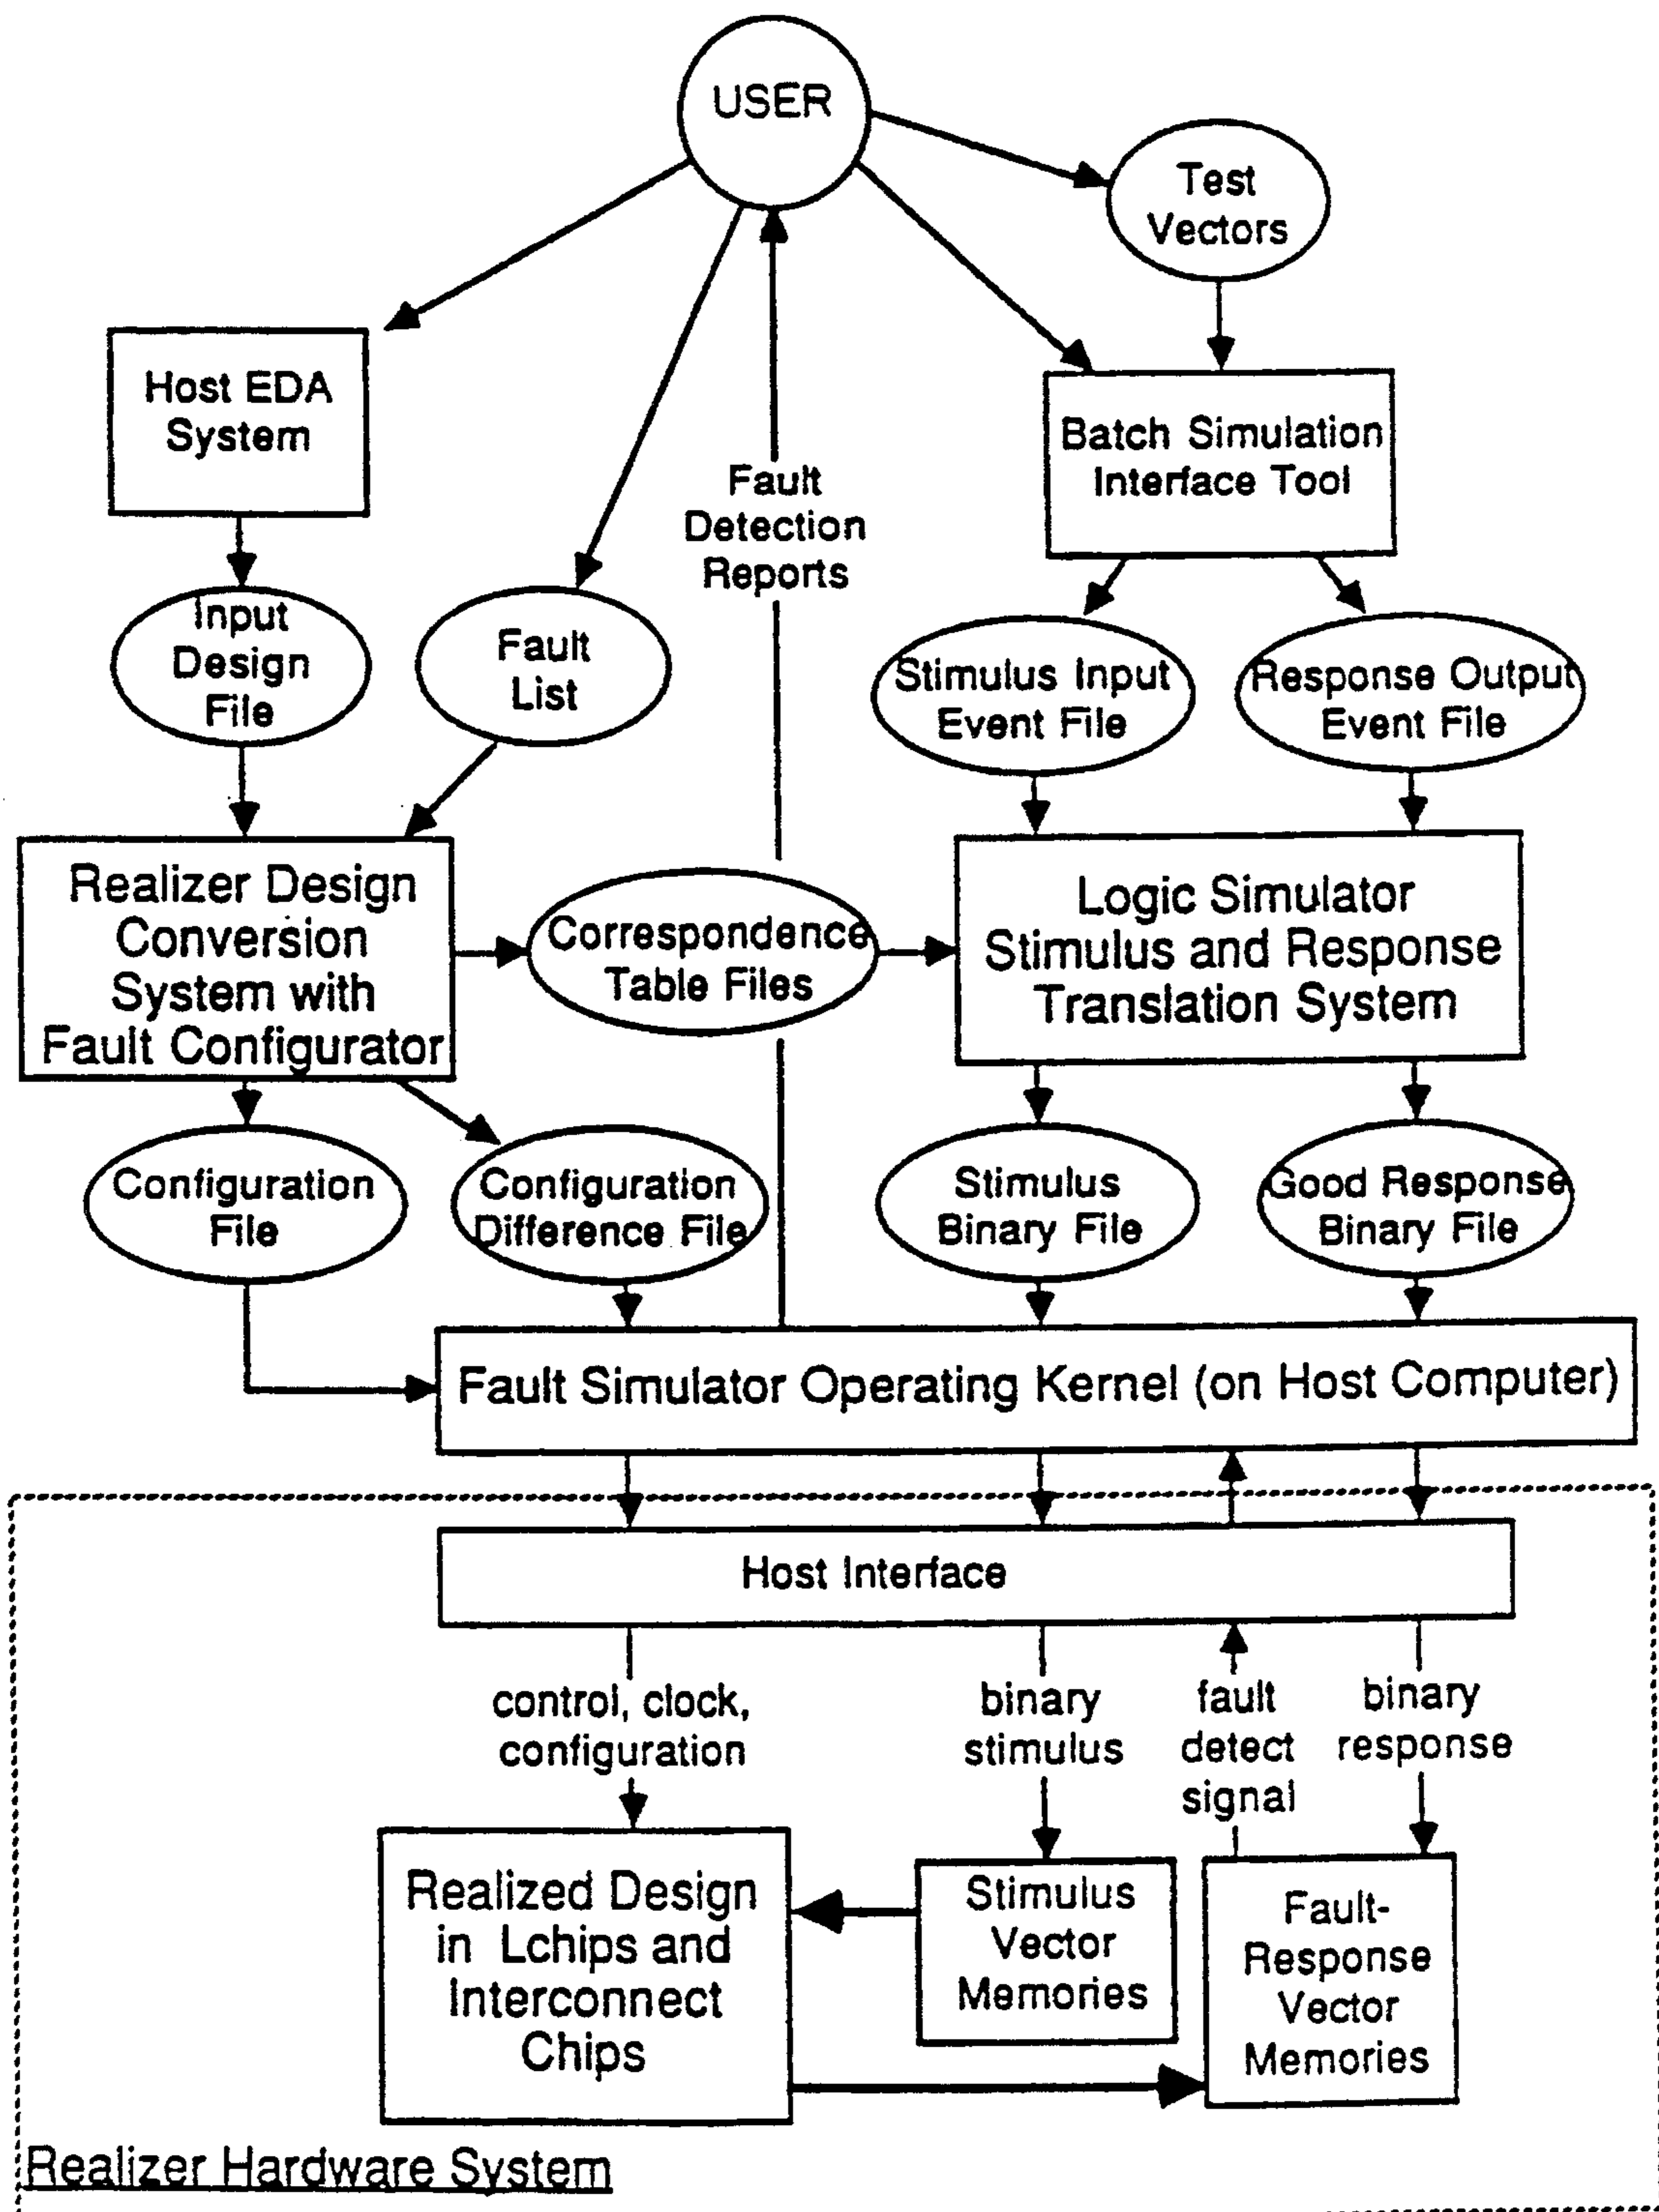 USER
Test
Vectors
Host EDA
System
Batch Simulation
Interface Tool
Fault
Detection
Reports
Input
Design
File
Fault
List
Stimulus Input
Event File
Response Output
Event File
Realizer Design
Conversion
System with
Fault Configurator
Correspondence
Table Files
Logic Simulator
Stimulus and Response
Translation System
Configuration
File
Configuration
Difference File
Stimulus
Binary File
Good Response
Binary File
Fault Simulator Operating Kernel (on Host Computer)
Host Interface
control, clock,
configuration
binary
stimulus
fault
detect
signal
binary
response
Realized Design
in Lchips and
Interconnect
Chips
Stimulus
Vector
Memories
Fault-
Response
Vector
Memories
Realizer Hardware System